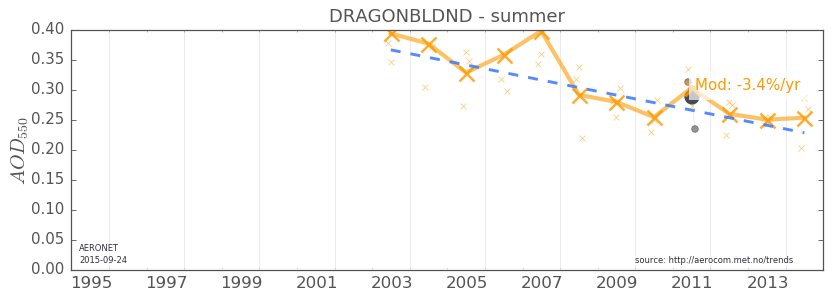 DRAGONBLDND - summer
0.40
0.35
0.30
0.25
0.20
0.15
0.10
0.05
0.00
AOD550
Mod: -3.4%/yr
AERONET
2015-09-24
source: http://aerocom.met.no/trends
1995 1997 1999 2001 2003 2005 2007 2009 2011 2013